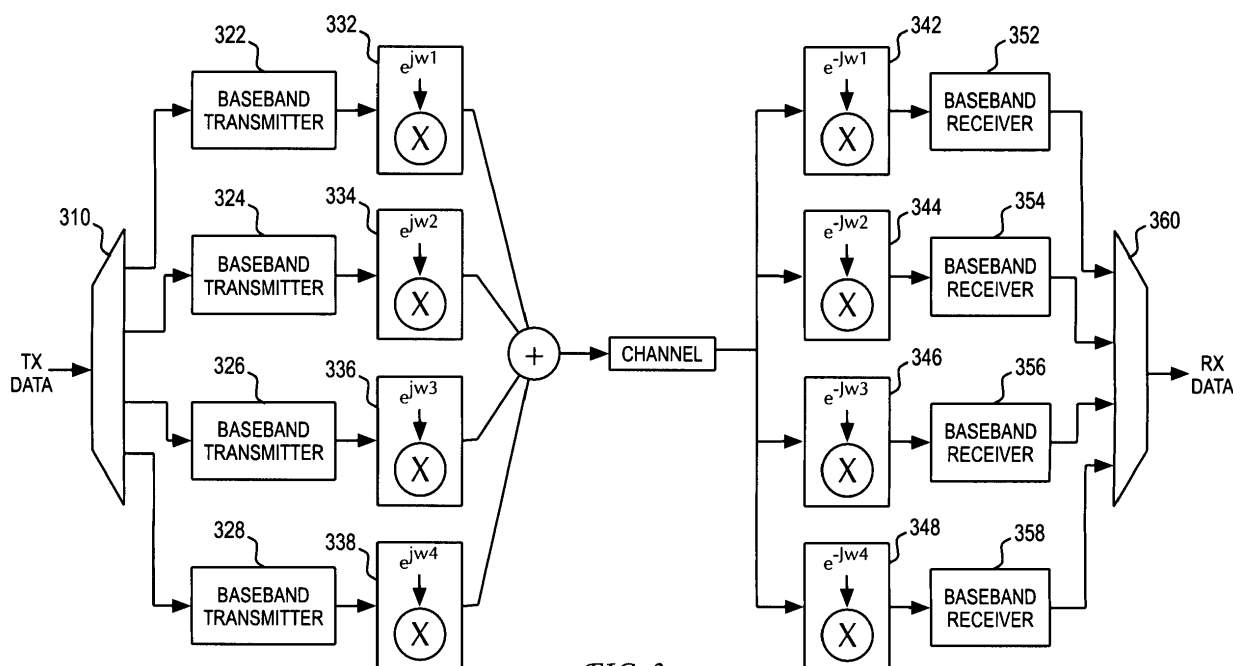 322
332
342
352
e^jw1
e^-Jw1
BASEBAND
TRANSMITTER
X
X
BASEBAND
RECEIVER
310
324
334
344
354
360
e^jw2
e^-Jw2
BASEBAND
TRANSMITTER
X
X
BASEBAND
RECEIVER
TX
DATA
+
CHANNEL
RX
DATA
326
336
346
356
e^jw3
e^-Jw3
BASEBAND
TRANSMITTER
X
X
BASEBAND
RECEIVER
328
338
348
358
e^jw4
e^-Jw4
BASEBAND
TRANSMITTER
X
X
BASEBAND
RECEIVER